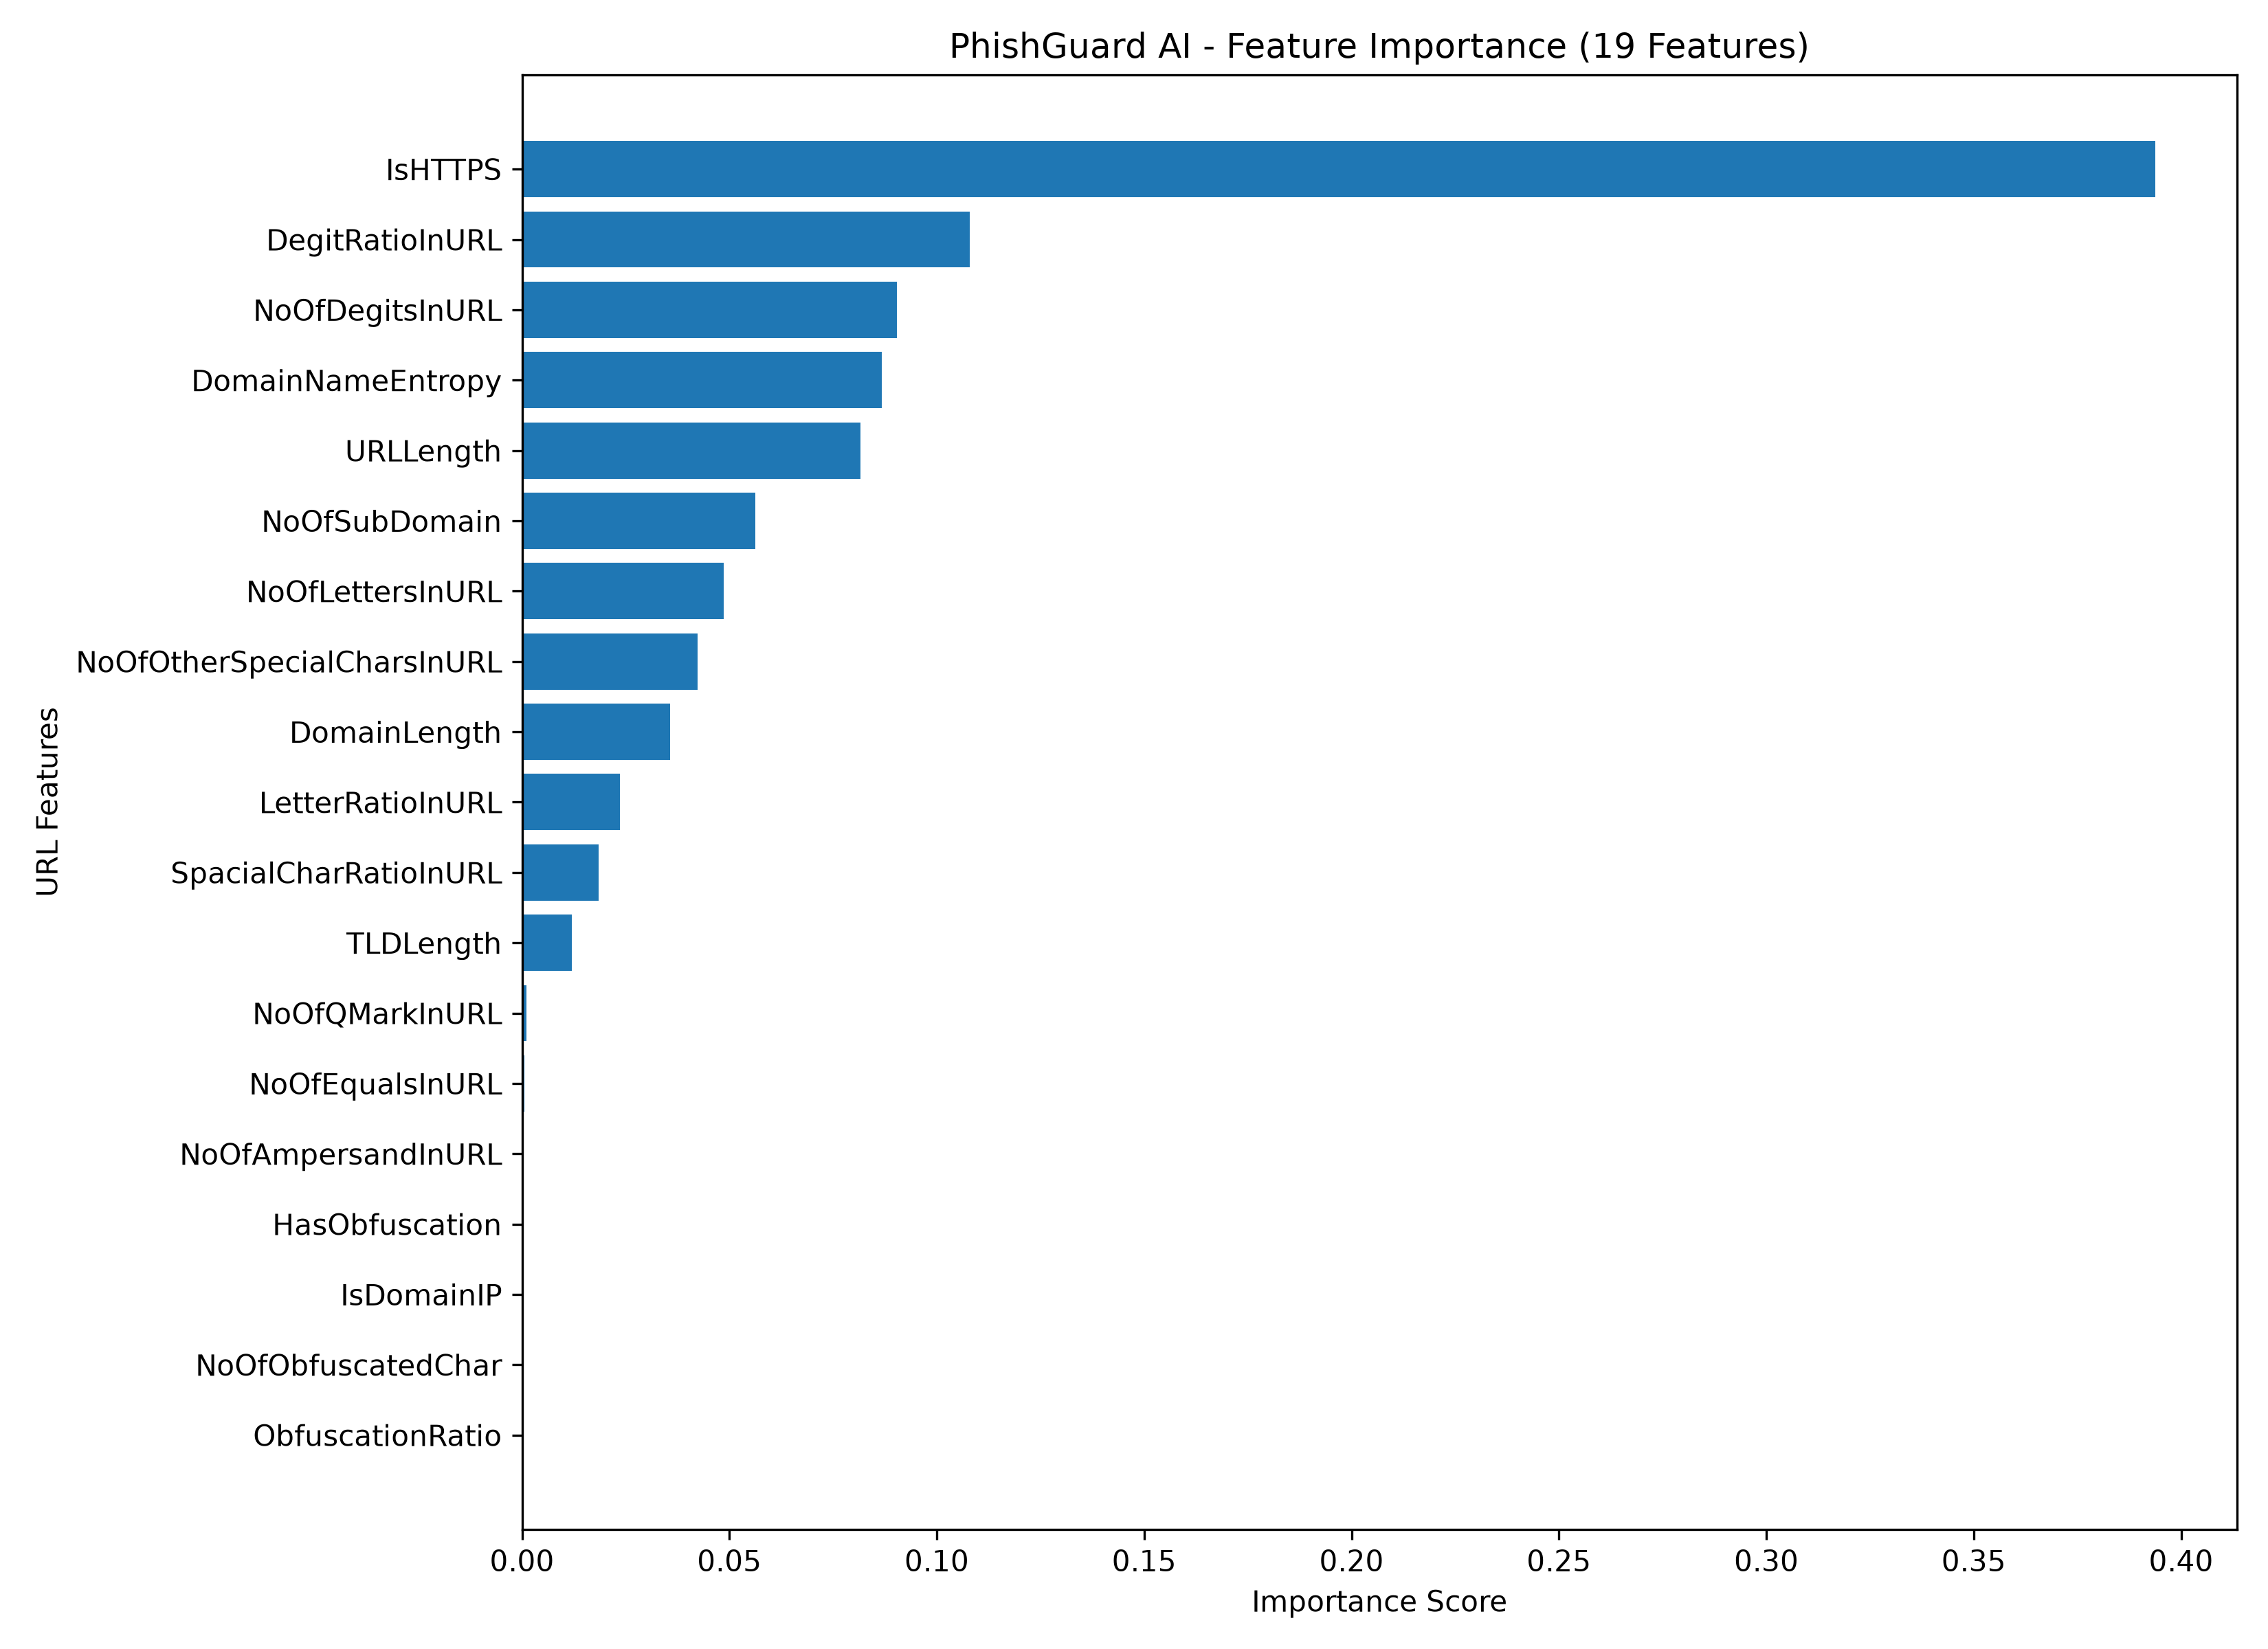 PhishGuard AI - Feature Importance (19 Features)
URL Features
IsHTTPS
DegitRatioInURL
NoOfDegitsInURL
DomainNameEntropy
URLLength
NoOfSubDomain
NoOfLettersInURL
NoOfOtherSpecialCharsInURL
DomainLength
LetterRatioInURL
SpacialCharRatioInURL
TLDLength
NoOfQMarkInURL
NoOfEqualsInURL
NoOfAmpersandInURL
HasObfuscation
IsDomainIP
NoOfObfuscatedChar
ObfuscationRatio
0.00 0.05 0.10 0.15 0.20 0.25 0.30 0.35 0.40
Importance Score